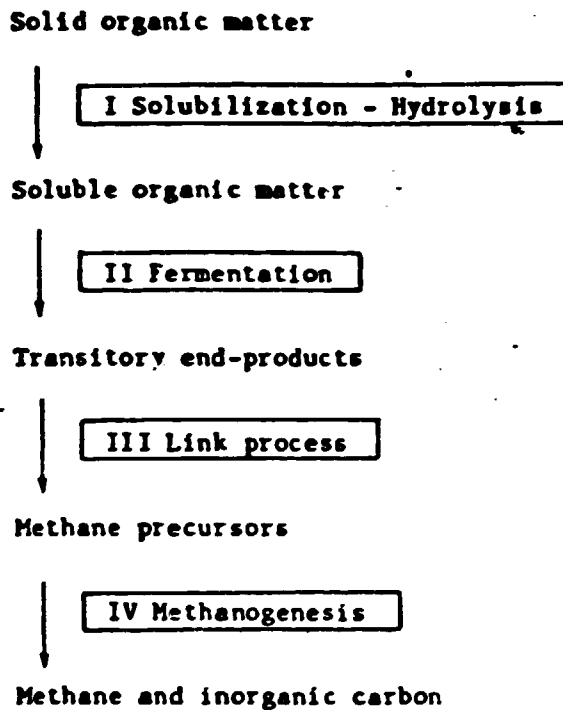 Solid organic matter
I Solubilization - Hydrolysis
Soluble organic matter
II Fermentation
Transitory end-products
III Link process
Methane precursors
IV Methanogenesis
Methane and inorganic carbon